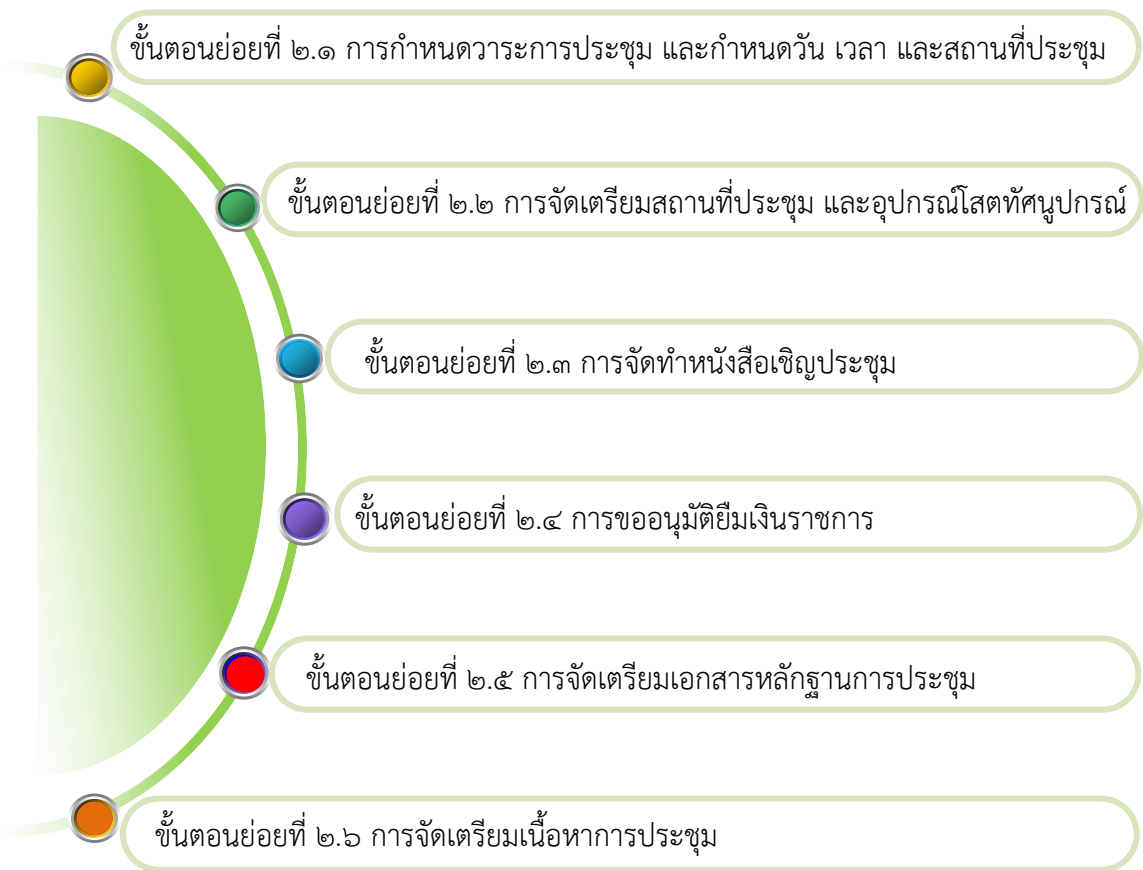 ขั้นตอนย่อยที่ ๒.๑ การกำหนดวาระการประชุม และกำหนดวัน เวลา และสถานที่ประชุม
ขั้นตอนย่อยที่ ๒.๒ การจัดเตรียมสถานที่ประชุม และอุปกรณ์โสตทัศนูปกรณ์
ขั้นตอนย่อยที่ ๒.๓ การจัดทำหนังสือเชิญประชุม
ขั้นตอนย่อยที่ ๒.๔ การขออนุมัติยืมเงินราชการ
ขั้นตอนย่อยที่ ๒.๕ การจัดเตรียมเอกสารหลักฐานการประชุม
ขั้นตอนย่อยที่ ๒.๖ การจัดเตรียมเนื้อหาการประชุม